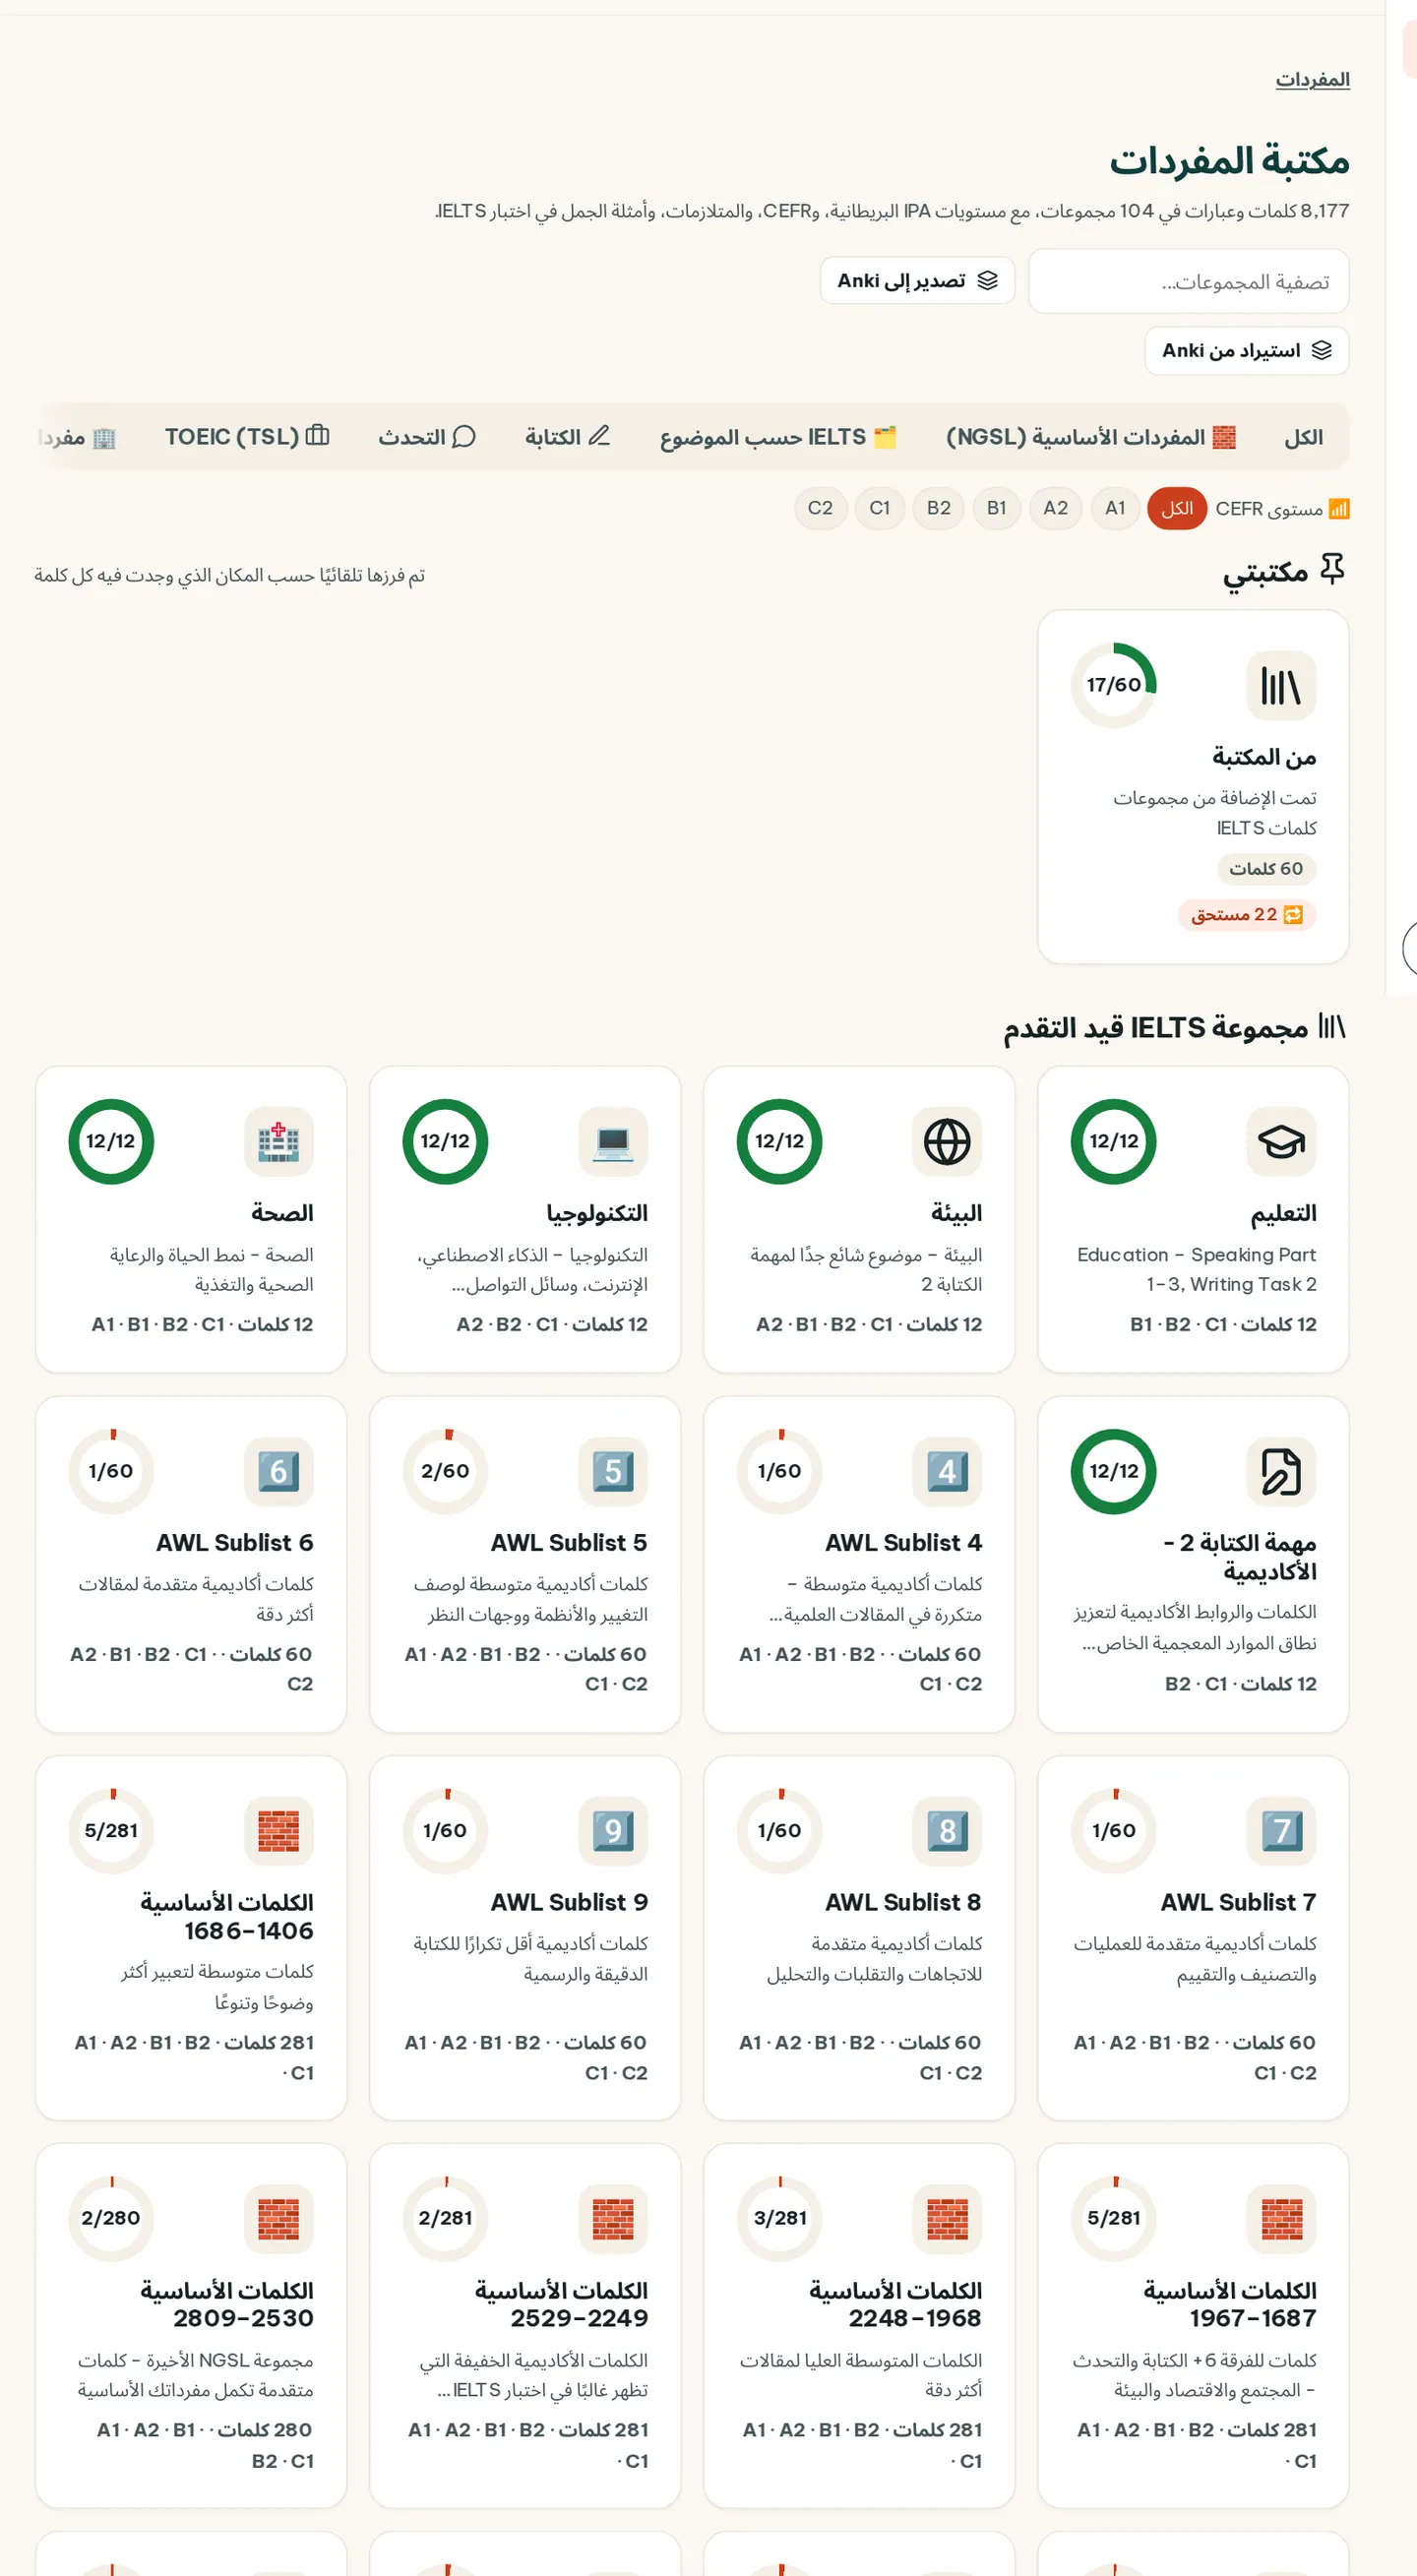 المفردات
مكتبة المفردات
8,177 كلمات وعبارات في 104 مجموعات، مع مستويات IPA البريطانية، وCEFR، والمتلازمات، وأمثلة الجمل في اختبار IELTS.
تصفية المجموعات...
تصدير إلى Anki
استيراد من Anki
الكل
المفردات الأساسية (NGSL)
IELTS حسب الموضوع
الكتابة
التحدث
TOEIC (TSL)
مستوى CEFR
الكل
A1
A2
B1
B2
C1
C2
مكتبتي
تم فرزها تلقائيًا حسب المكان الذي وجدت فيه كل كلمة
17/60
من المكتبة
تمت الإضافة من مجموعات
كلمات IELTS
60 كلمات
22 مستحق
مجموعة IELTS قيد التقدم
12/12
التعليم
Education – Speaking Part
1–3, Writing Task 2
12 كلمات · B1 · B2 · C1
12/12
البيئة
البيئة – موضوع شائع جدًا لمهمة
الكتابة 2
12 كلمات · A2 · B1 · B2 · C1
12/12
التكنولوجيا
التكنولوجيا – الذكاء الاصطناعي،
الإنترنت، وسائل التواصل...
12 كلمات · A2 · B2 · C1
12/12
الصحة
الصحة – نمط الحياة والرعاية
الصحية والتغذية
12 كلمات · A1 · B1 · B2 · C1
12/12
مهمة الكتابة 2 -
الأكاديمية
الكلمات والروابط الأكاديمية لتعزيز
نطاق الموارد المعجمية الخاص...
12 كلمات · B2 · C1
4
1/60
AWL Sublist 4
كلمات أكاديمية متوسطة –
متكررة في المقالات العلمية...
60 كلمات · A1 · A2 · B1 · B2 ·
C1 · C2
5
2/60
AWL Sublist 5
كلمات أكاديمية متوسطة لوصف
التغيير والأنظمة ووجهات النظر
60 كلمات · A1 · A2 · B1 · B2 ·
C1 · C2
6
1/60
AWL Sublist 6
كلمات أكاديمية متقدمة لمقالات
أكثر دقة
60 كلمات · A2 · B1 · B2 · C1 ·
C2
7
1/60
AWL Sublist 7
كلمات أكاديمية متقدمة للعمليات
والتصنيف والتقييم
60 كلمات · A1 · A2 · B1 · B2 ·
C1 · C2
8
1/60
AWL Sublist 8
كلمات أكاديمية متقدمة
للاتجاهات والتقلبات والتحليل
60 كلمات · A1 · A2 · B1 · B2 ·
C1 · C2
9
1/60
AWL Sublist 9
كلمات أكاديمية أقل تكرارًا للكتابة
الدقيقة والرسمية
60 كلمات · A1 · A2 · B1 · B2 ·
C1 · C2
5/281
الكلمات الأساسية
1406–1686
كلمات متوسطة لتعبير أكثر
وضوحًا وتنوعًا
281 كلمات · A1 · A2 · B1 · B2
· C1
5/281
الكلمات الأساسية
1687–1967
كلمات للفرقة 6+ الكتابة والتحدث
– المجتمع والاقتصاد والبيئة
281 كلمات · A1 · A2 · B1 · B2
· C1
3/281
الكلمات الأساسية
1968–2248
الكلمات المتوسطة العليا لمقالات
أكثر دقة
281 كلمات · A1 · A2 · B1 · B2
· C1
2/281
الكلمات الأساسية
2249–2529
الكلمات الأكاديمية الخفيفة التي
تظهر غالبًا في اختبار IELTS...
281 كلمات · A1 · A2 · B1 · B2
· C1
2/280
الكلمات الأساسية
2530–2809
مجموعة NGSL الأخيرة – كلمات
متقدمة تكمل مفرداتك الأساسية
280 كلمات · A1 · A2 · B1 ·
B2 · C1